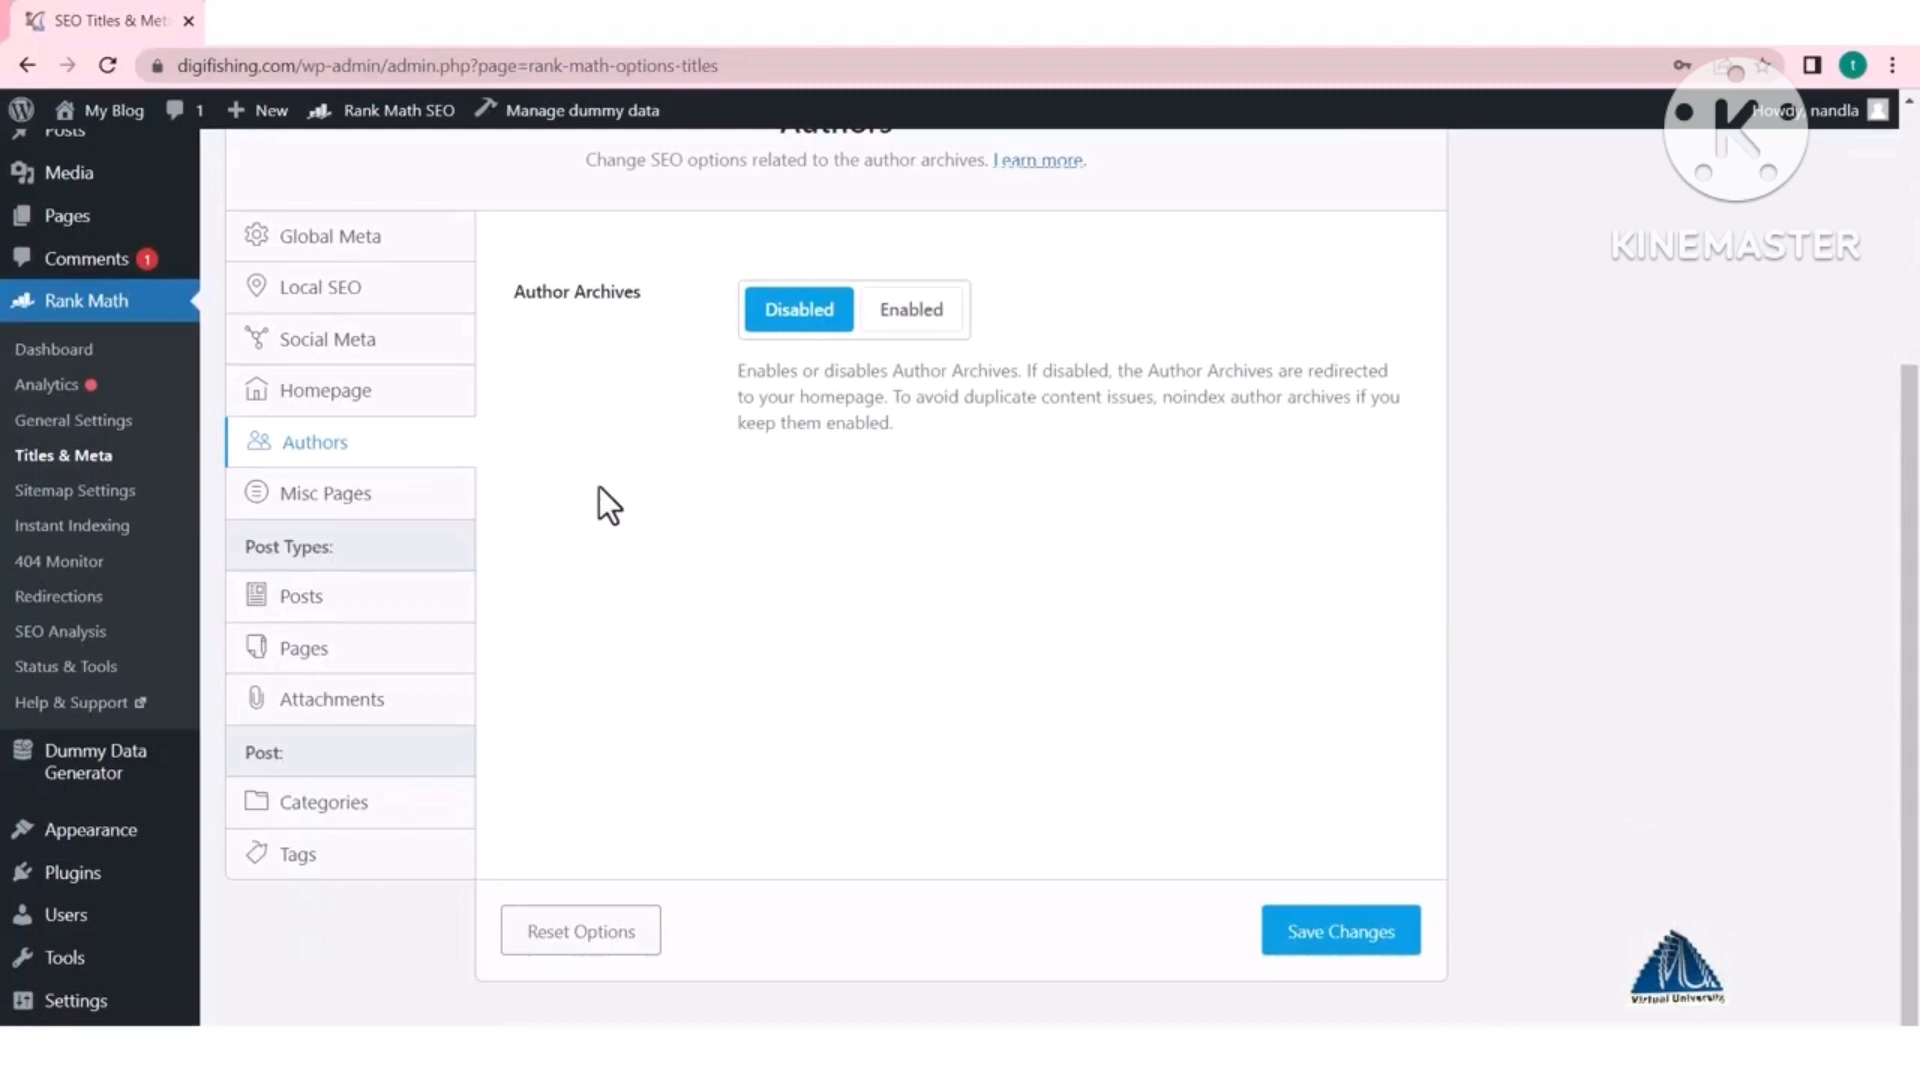 SEO Titles & Met
digifishing.com/wp-admin/admin.php?page=rank-math-options-titles
t
My Blog
1
New
Rank Math SEO
Manage dummy data
Howdy, nandla
K
KINEMASTER
Posts
Media
Pages
Comments 1
Rank Math
Dashboard
Analytics
General Settings
Titles & Meta
Sitemap Settings
Instant Indexing
404 Monitor
Redirections
SEO Analysis
Status & Tools
Help & Support
Dummy Data
Generator
Appearance
Plugins
Users
Tools
Settings
Authors
Change SEO options related to the author archives. Learn more.
Global Meta
Local SEO
Social Meta
Homepage
Authors
Misc Pages
Post Types:
Posts
Pages
Attachments
Post:
Categories
Tags
Author Archives
Disabled
Enabled
Enables or disables Author Archives. If disabled, the Author Archives are redirected
to your homepage. To avoid duplicate content issues, noindex author archives if you
keep them enabled.
Reset Options
Save Changes
Virtual University